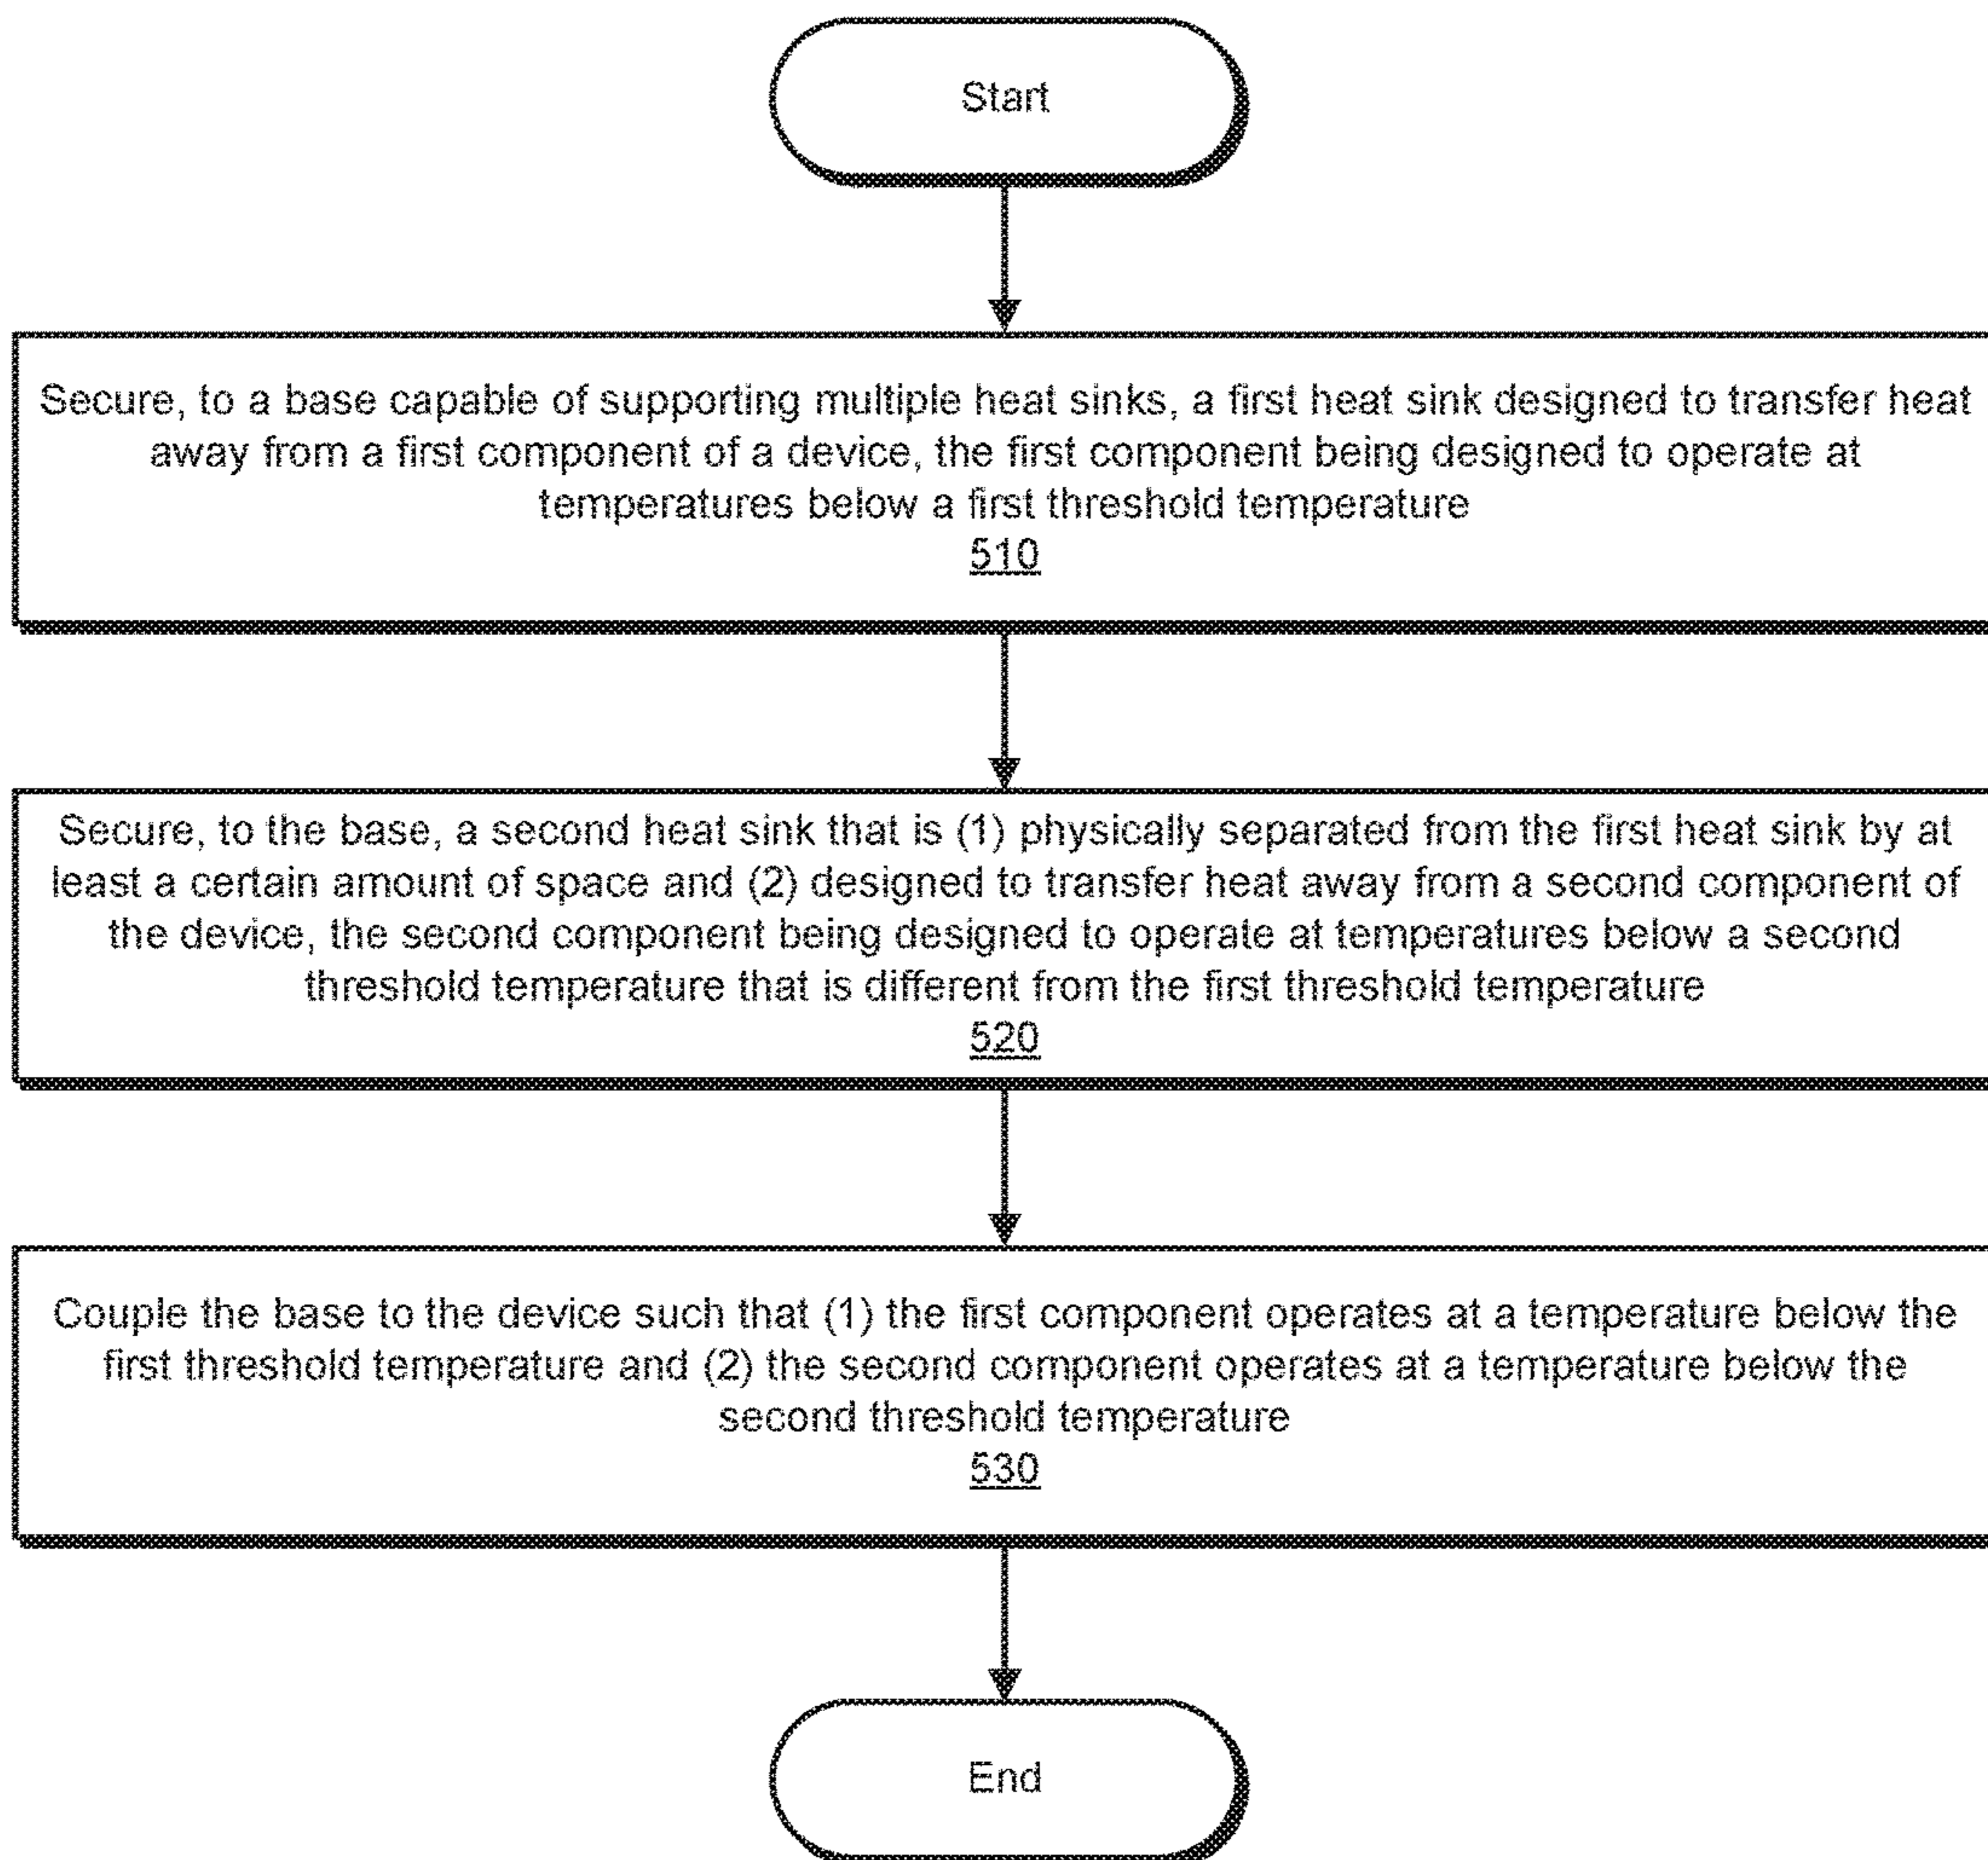 Start
Secure, to a base capable of supporting multiple heat sinks, a first heat sink designed to transfer heat
away from a first component of a device, the first component being designed to operate at
temperatures below a first threshold temperature
510
Secure, to the base, a second heat sink that is (1) physically separated from the first heat sink by at
least a certain amount of space and (2) designed to transfer heat away from a second component of
the device, the second component being designed to operate at temperatures below a second
threshold temperature that is different from the first threshold temperature
520
Couple the base to the device such that (1) the first component operates at a temperature below the
first threshold temperature and (2) the second component operates at a temperature below the
second threshold temperature
530
End